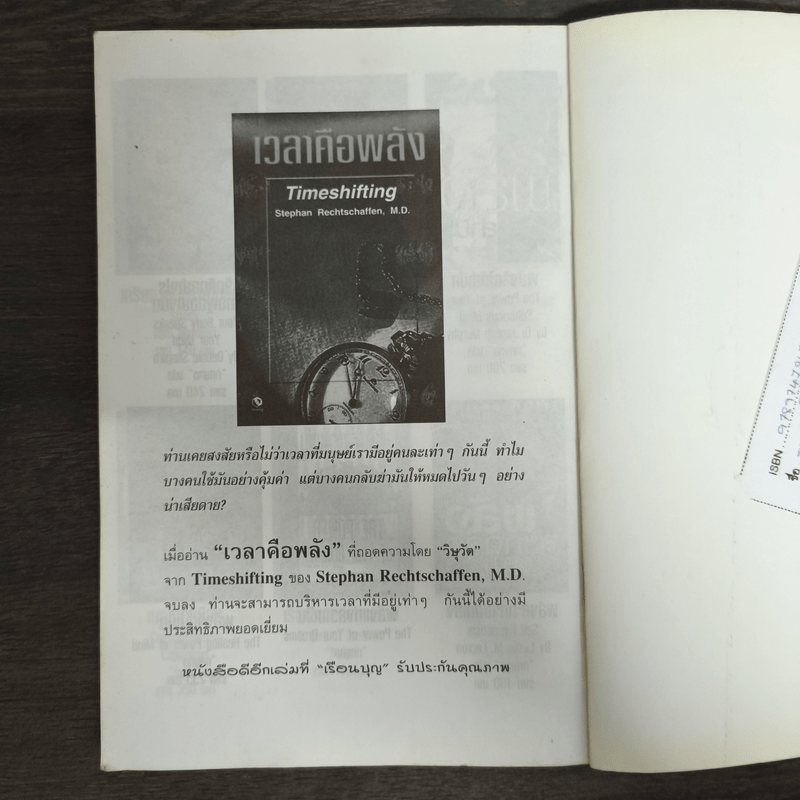 เวลาคือพลัง
Timeshifting
Stephan Rechtschaffen, M.D.
ท่านเคยสงสัยหรือไม่ว่าเวลาที่มนุษย์เรามีอยู่คนละเท่าๆ กันนี้ ทำไม
บางคนใช้มันอย่างคุ้มค่า แต่บางคนกลับฆ่ามันให้หมดไปวันๆ อย่าง
น่าเสียดาย?
เมื่ออ่าน “เวลาคือพลัง” ที่ถอดความโดย “วิษุวัต”
จาก Timeshifting ของ Stephan Rechtschaffen, M.D.
จบลง ท่านจะสามารถบริหารเวลาที่มีอยู่เท่าๆ กันนี้ได้อย่างมี
ประสิทธิภาพยอดเยี่ยม
หนังสือดีอีกเล่มที่ “เรือนบุญ” รับประกันคุณภาพ
ISBN
ชื่อ